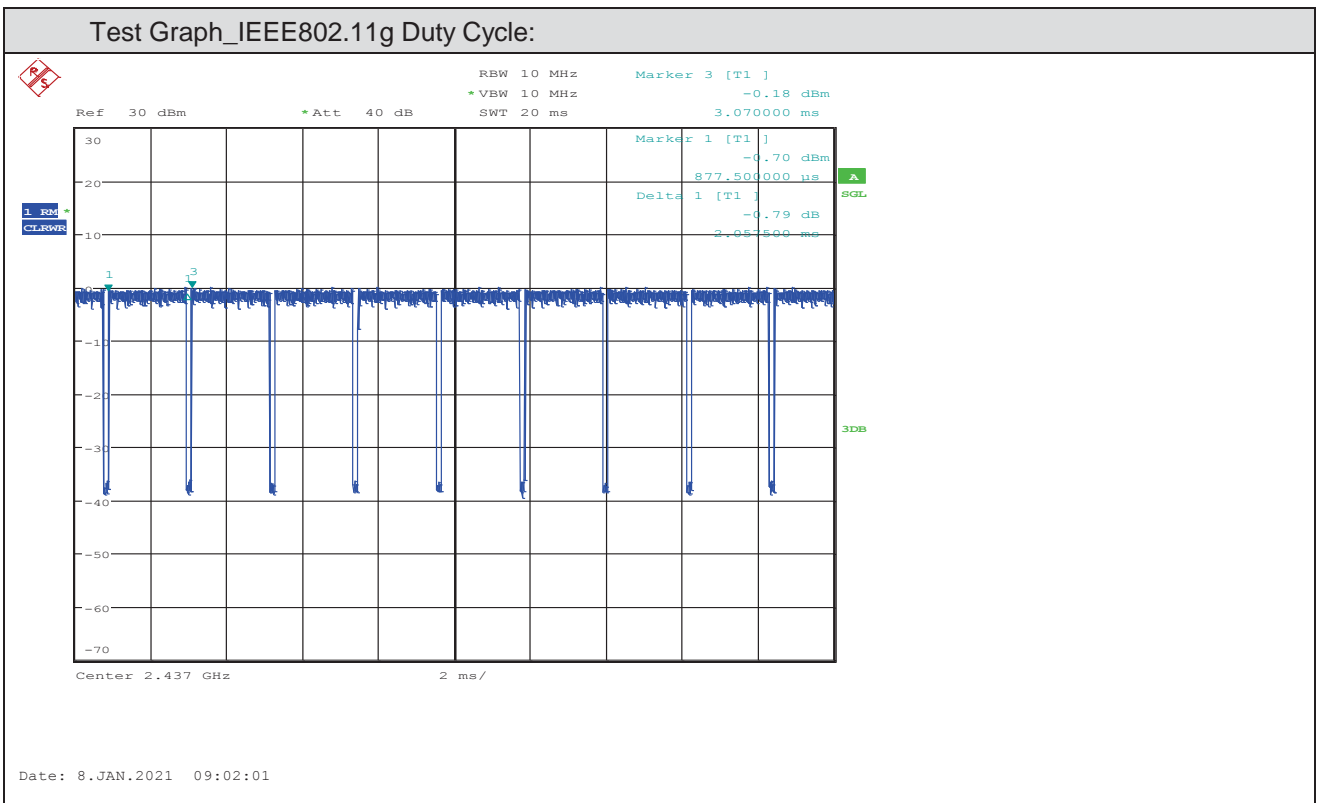 Test Graph_IEEE802.11g Duty Cycle:
R S
RBW 10 MHz Marker 3 [T1 ]
*VBW 10 MHz -0.18 dBm
Ref 30 dBm *Att 40 dB SWT 20 ms 3.070000 ms
30 Marker 1 [T1 ]
-0.70 dBm
877.500000 µs A
20
Delta 1 [T1 ] SGL
1 RM *
-0.79 dB
CLRWR
10 2.057500 ms
1 1 3
0
-10
-20
3DB
-30
-40
-50
-60
-70
Center 2.437 GHz 2 ms/
Date: 8.JAN.2021 09:02:01